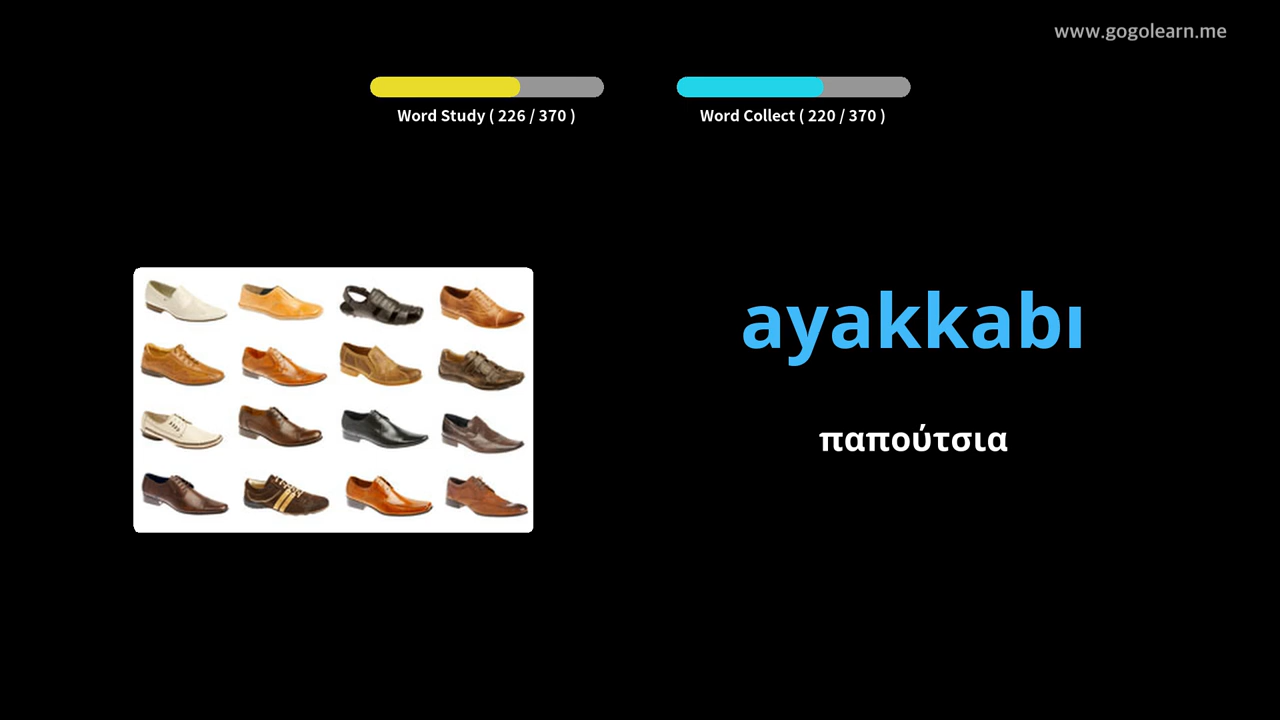 www.gogolearn.me
Word Study ( 226 / 370 )
Word Collect ( 220 / 370 )
ayakkabı
παπούτσια